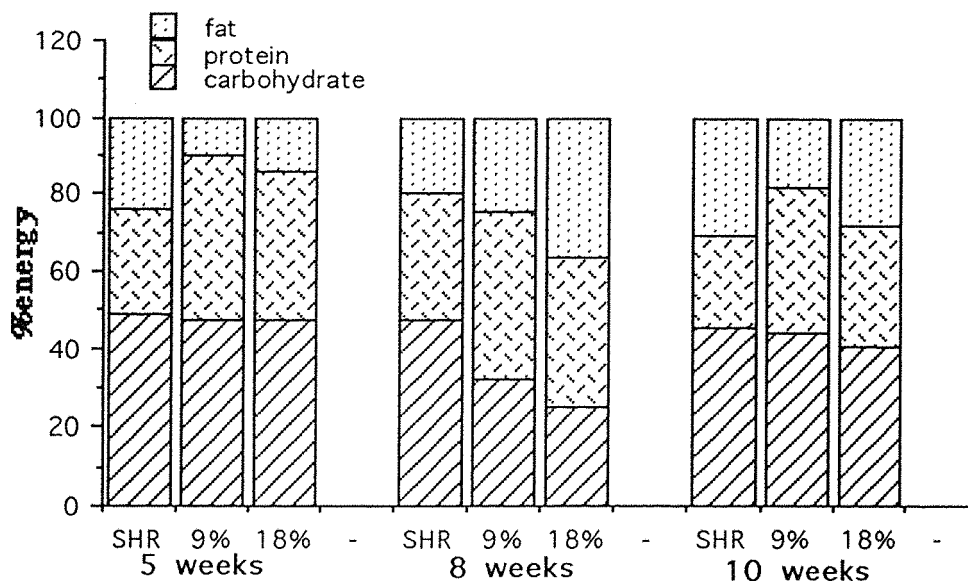 fat
protein
carbohydrate
120
100
80
60
40
20
0
%energy
SHR 9% 18% - SHR 9% 18% - SHR 9% 18% -
5 weeks 8 weeks 10 weeks